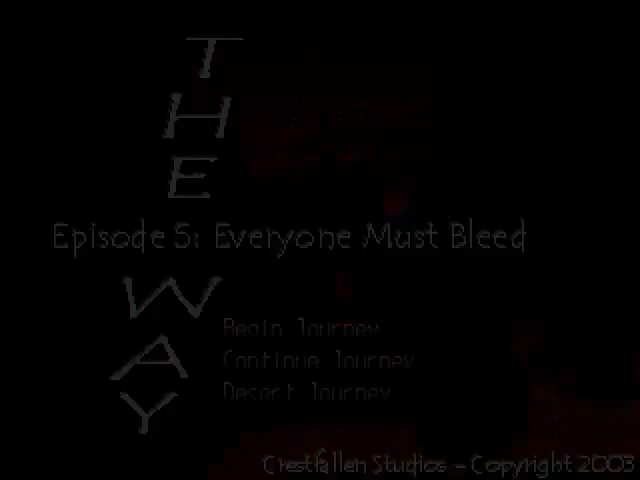 THE
Episode 5: Everyone Must Bleed
WAY
Begin Journey
Continue Journey
Desert Journey
Crestfallen Studios - Copyright 2003